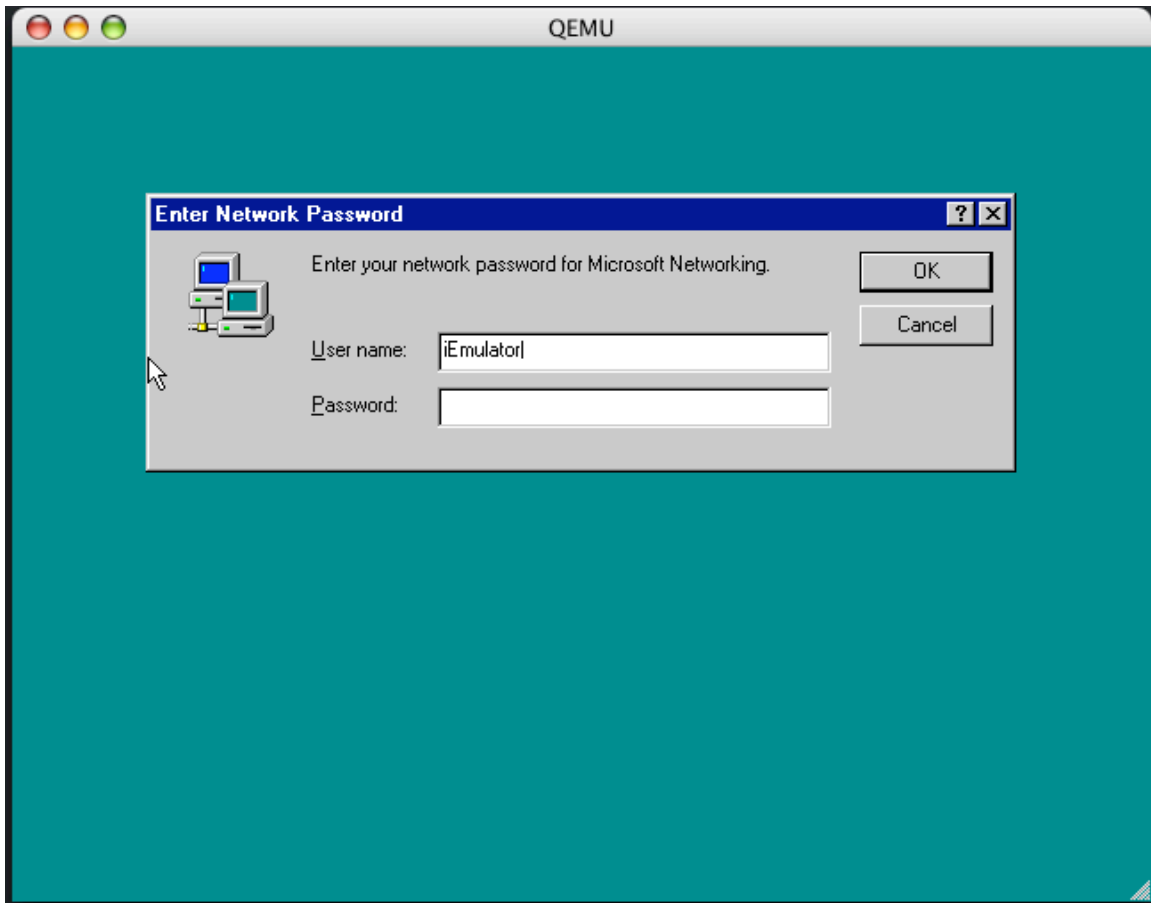 QEMU
Enter Network Password
?
Enter your network password for Microsoft Networking.
OK
Cancel
User name: iEmulator
Password: